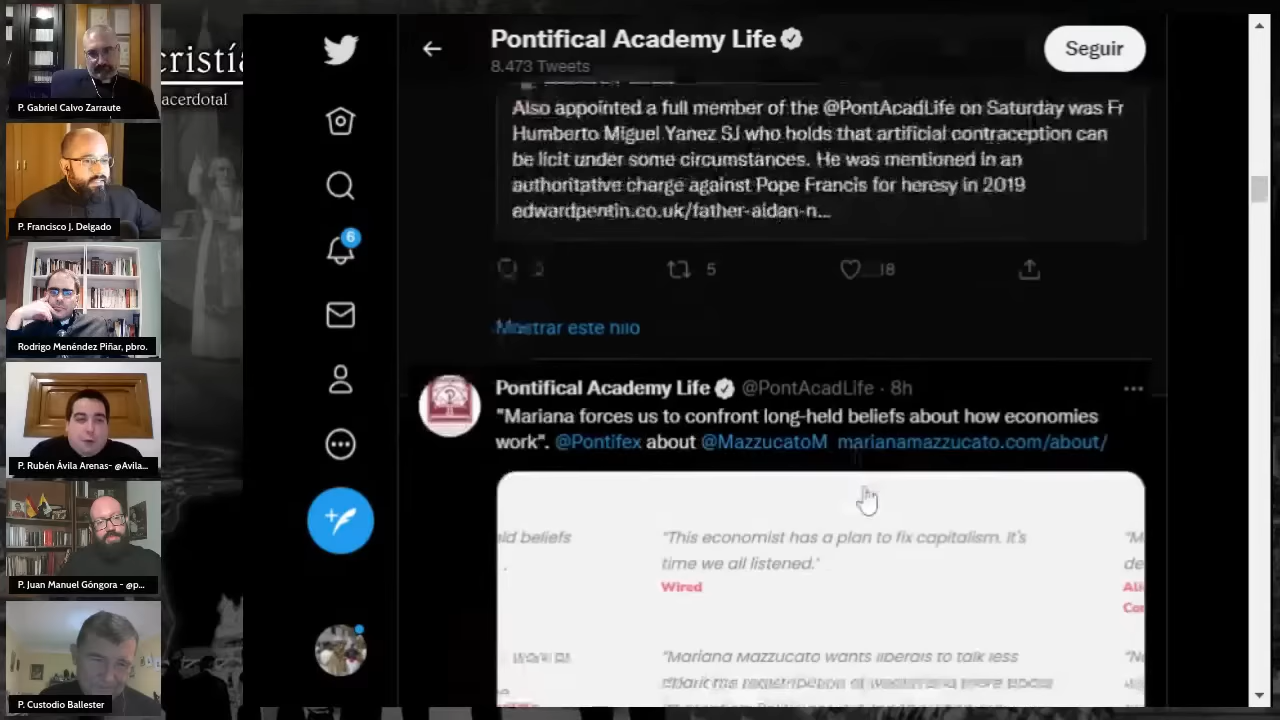 P. Gabriel Calvo Zarraute
P. Francisco J. Delgado
Rodrigo Menéndez Piñar, pbro.
P. Rubén Ávila Arenas- @Avila...
P. Juan Manuel Góngora - @p...
P. Custodio Ballester
cristía
acerdotal
6
Pontifical Academy Life
8.473 Tweets
Seguir
Also appointed a full member of the @PontAcadLife on Saturday was Fr
Humberto Miguel Yanez SJ who holds that artificial contraception can
be licit under some circumstances. He was mentioned in an
authoritative charge against Pope Francis for heresy in 2019
edwardpentin.co.uk/father-aidan-n...
5
18
Mostrar este hilo
Pontifical Academy Life @PontAcadLife · 8h
"Mariana forces us to confront long-held beliefs about how economies
work". @Pontifex about @MazzucatoM marianamazzucato.com/about/
ld beliefs
"This economist has a plan to fix capitalism. It's
time we all listened."
Wired
"M
de
Ali
Cor
"Mariana Mazzucato wants liberals to talk less
"N